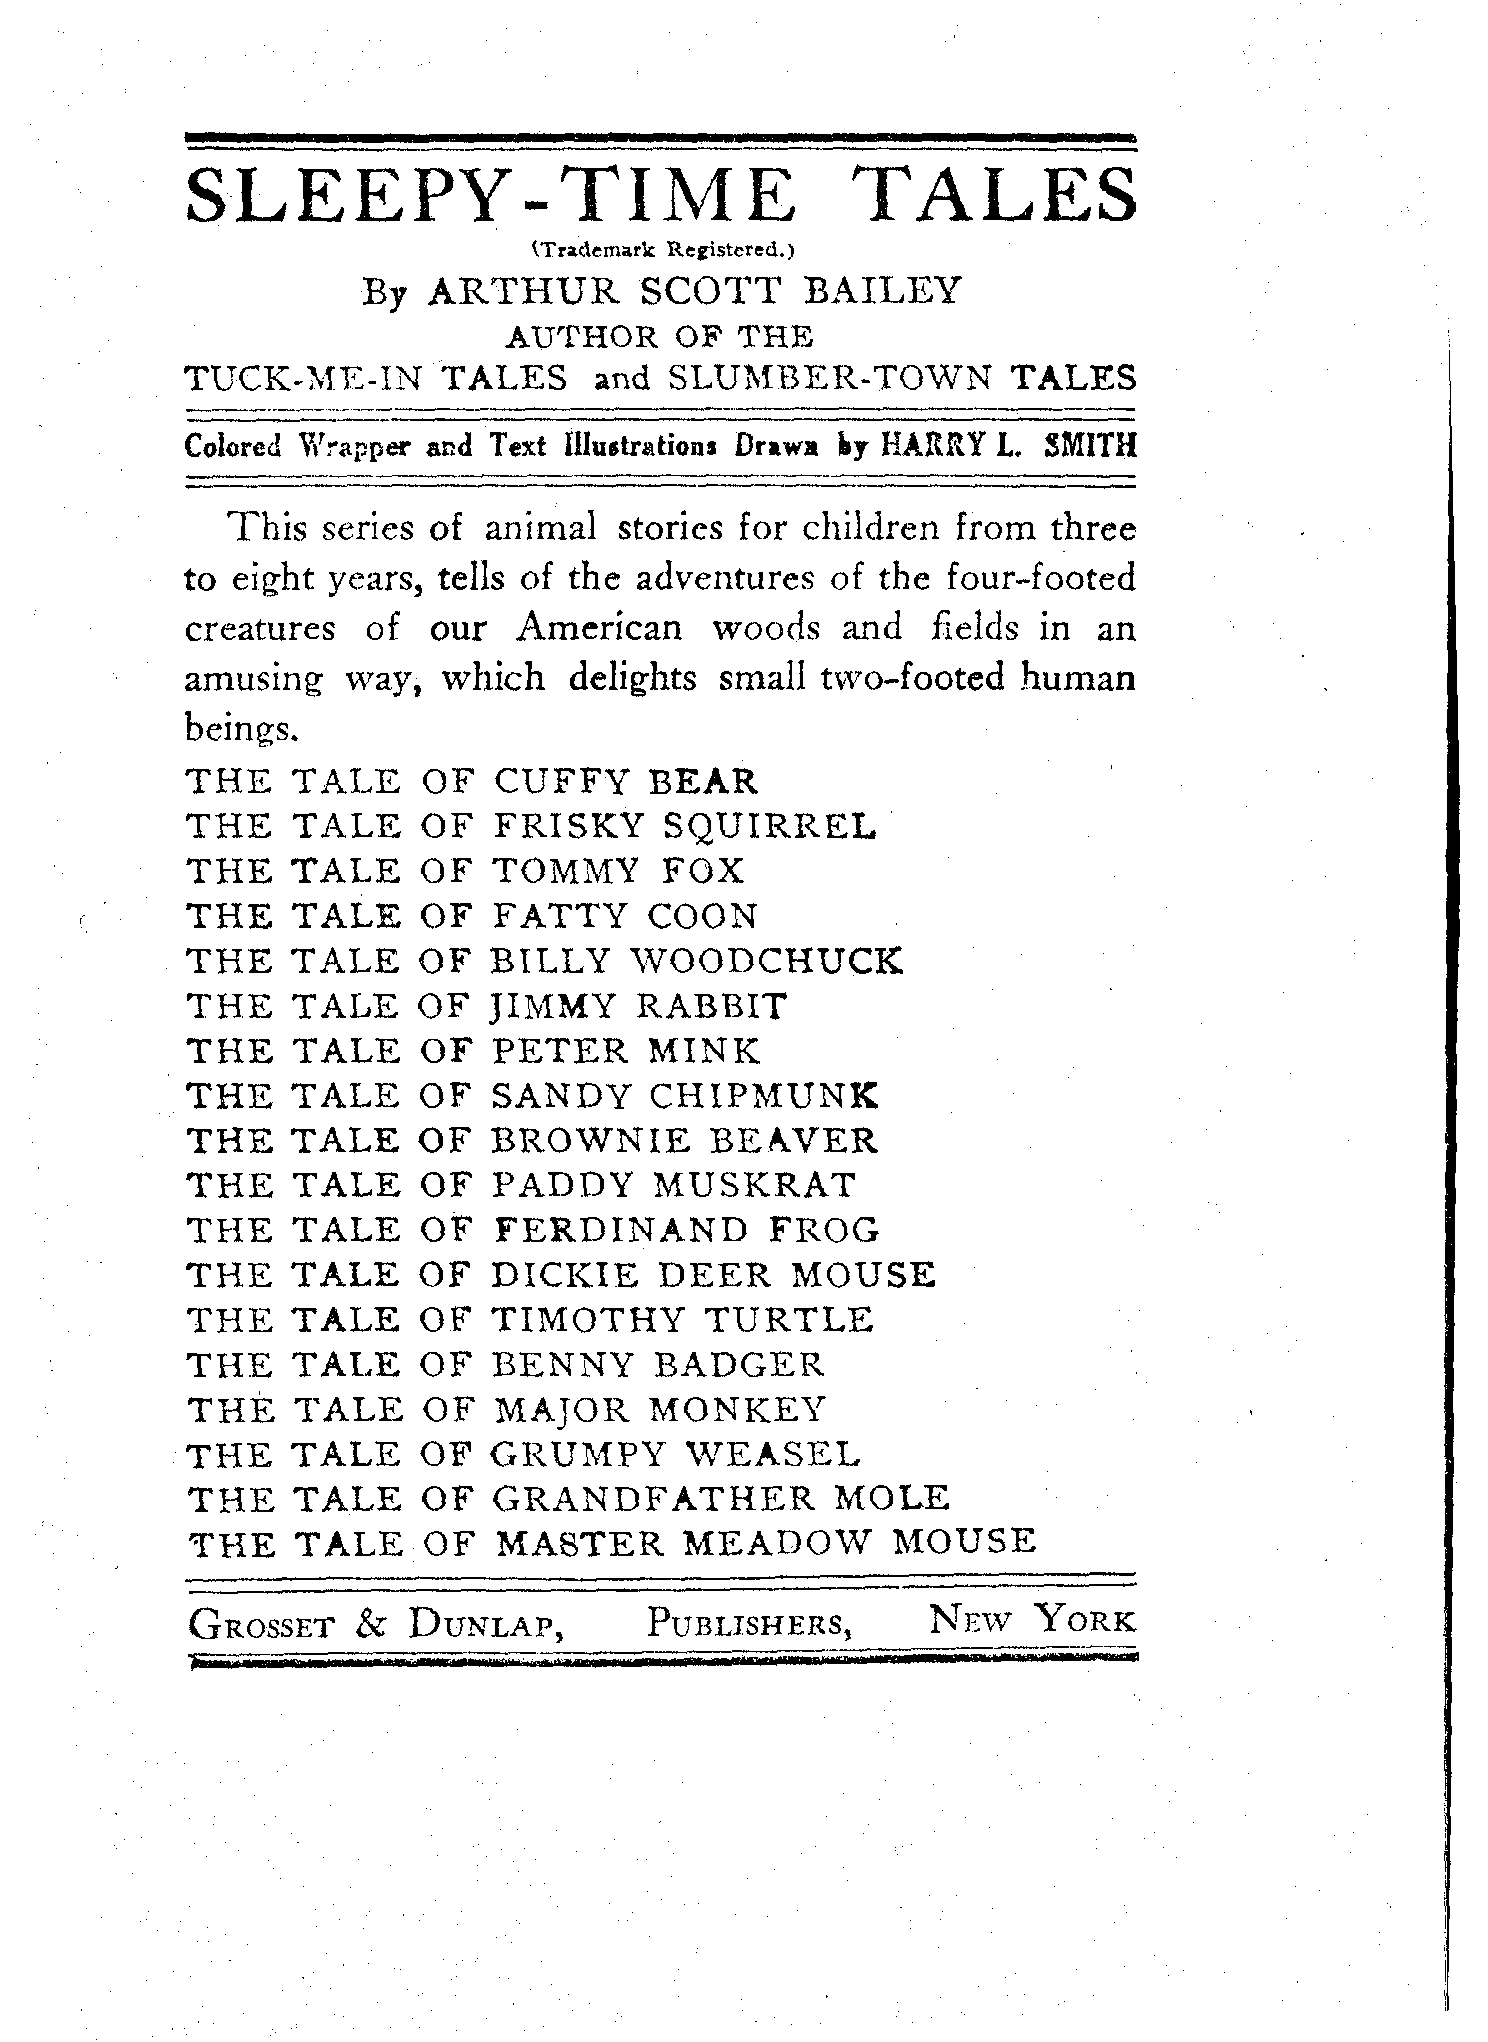 SLEEPY-TIME TALES
(Trademark Registered.)
By ARTHUR SCOTT BAILEY
AUTHOR OF THE
TUCK-ME-IN TALES and SLUMBER-TOWN TALES
Colored Wrapper and Text Illustrations Drawn by HARRY L. SMITH
This series of animal stories for children from three
to eight years, tells of the adventures of the four-footed
creatures of our American woods and fields in an
amusing way, which delights small two-footed human
beings.
THE TALE OF CUFFY BEAR
THE TALE OF FRISKY SQUIRREL
THE TALE OF TOMMY FOX
THE TALE OF FATTY COON
THE TALE OF BILLY WOODCHUCK
THE TALE OF JIMMY RABBIT
THE TALE OF PETER MINK
THE TALE OF SANDY CHIPMUNK
THE TALE OF BROWNIE BEAVER
THE TALE OF PADDY MUSKRAT
THE TALE OF FERDINAND FROG
THE TALE OF DICKIE DEER MOUSE
THE TALE OF TIMOTHY TURTLE
THE TALE OF BENNY BADGER
THE TALE OF MAJOR MONKEY
THE TALE OF GRUMPY WEASEL
THE TALE OF GRANDFATHER MOLE
THE TALE OF MASTER MEADOW MOUSE
GROSSET & DUNLAP, PUBLISHERS, NEW YORK